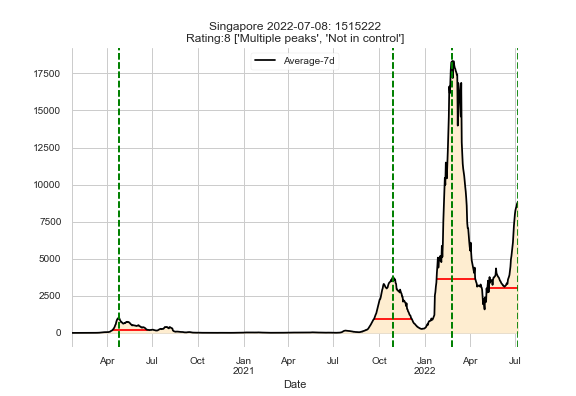 Singapore 2022-07-08: 1515222
Rating:8 ['Multiple peaks', 'Not in control']
Average-7d
17500
15000
12500
10000
7500
5000
2500
0
Apr Jul Oct Jan Apr Jul Oct Jan Apr Jul
2021 2022
Date